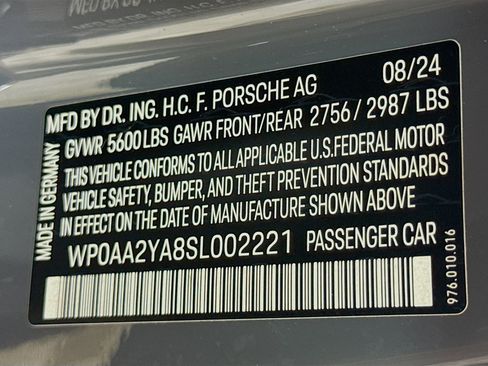 MFD BY DR. ING. H.C. F. PORSCHE AG 08/24
GVWR 5600LBS GAWR FRONT/REAR 2756/2987 LBS
THIS VEHICLE CONFORMS TO ALL APPLICABLE U.S.FEDERAL MOTOR
VEHICLE SAFETY, BUMPER, AND THEFT PREVENTION STANDARDS
IN EFFECT ON THE DATE OF MANUFACTURE SHOWN ABOVE
WP0AA2YA8SL002221 PASSENGER CAR
MADE IN GERMANY
976.010.016